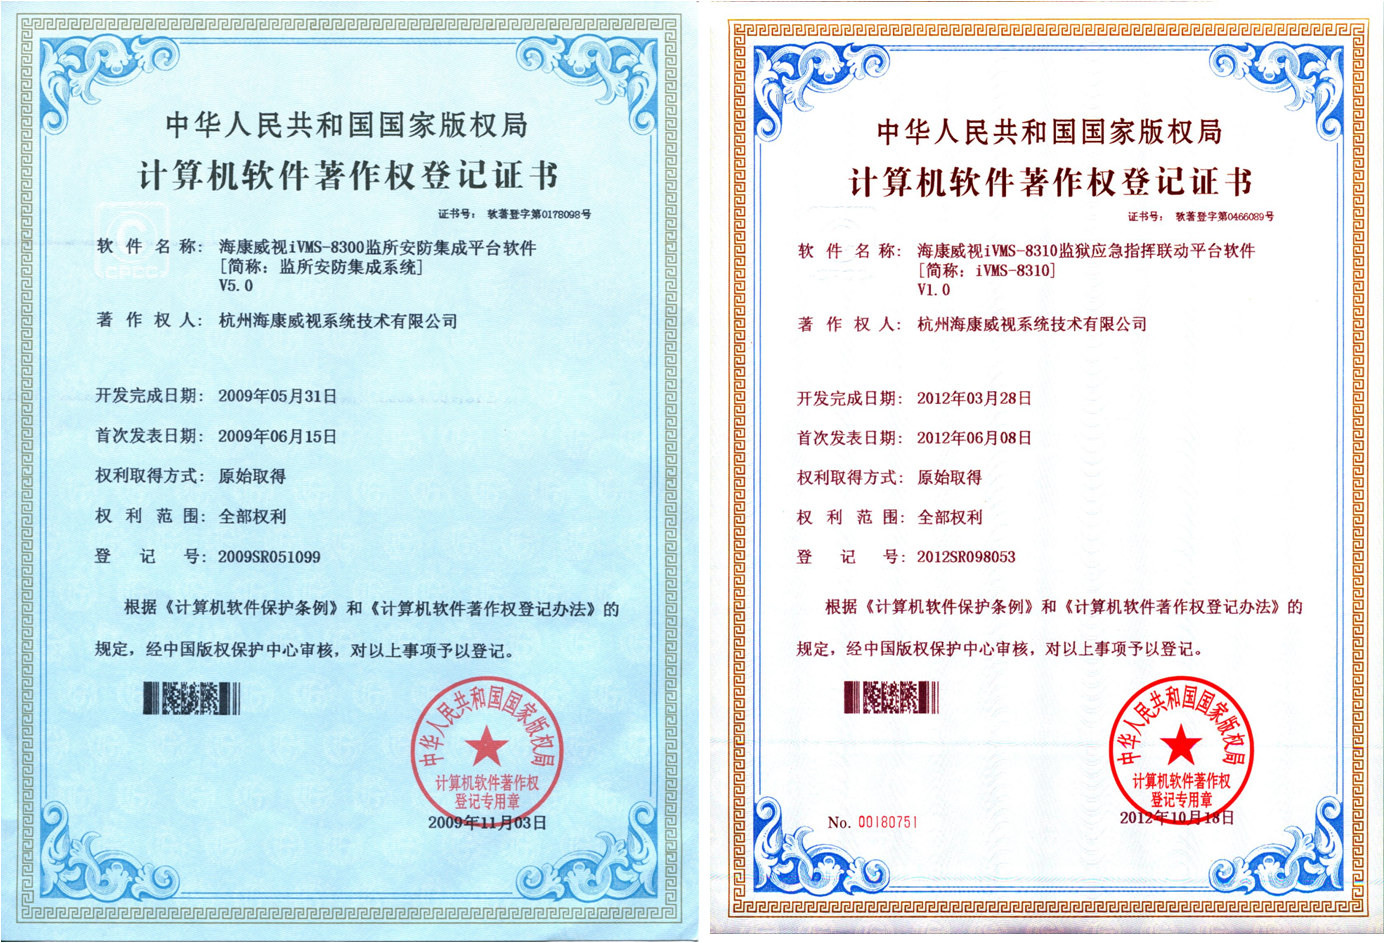 中华人民共和国国家版权局
计算机软件著作权登记证书
证书号： 软著登字第0178098号
CPCC
软件名称： 海康威视iVMS-8300监所安防集成平台软件
[简称：监所安防集成系统]
V5.0
著作权人： 杭州海康威视系统技术有限公司
开发完成日期： 2009年05月31日
首次发表日期： 2009年06月15日
权利取得方式： 原始取得
权利范围： 全部权利
登记号： 2009SR051099
根据《计算机软件保护条例》和《计算机软件著作权登记办法》的
规定，经中国版权保护中心审核，对以上事项予以登记。
中华人民共和国国家版权局
计算机软件著作权
登记专用章
2009年11月03日
中华人民共和国国家版权局
计算机软件著作权登记证书
证书号： 软著登字第0466089号
软件名称： 海康威视iVMS-8310监狱应急指挥联动平台软件
[简称：iVMS-8310]
V1.0
著作权人： 杭州海康威视系统技术有限公司
开发完成日期： 2012年03月28日
首次发表日期： 2012年06月08日
权利取得方式： 原始取得
权利范围： 全部权利
登记号： 2012SR098053
根据《计算机软件保护条例》和《计算机软件著作权登记办法》的
规定，经中国版权保护中心审核，对以上事项予以登记。
中华人民共和国国家版权局
计算机软件著作权
登记专用章
No. 00180751
2012年10月18日